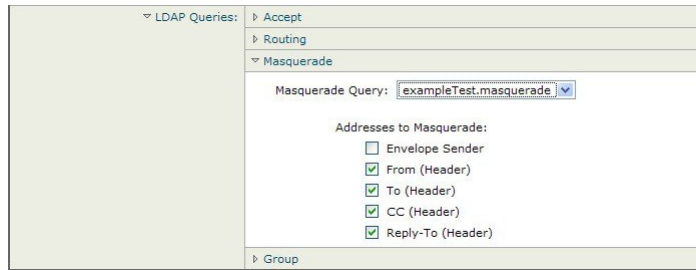 LDAP Queries:
Accept
Routing
Masquerade
Masquerade Query: exampleTest.masquerade
Addresses to Masquerade:
Envelope Sender
From (Header)
To (Header)
CC (Header)
Reply-To (Header)
Group